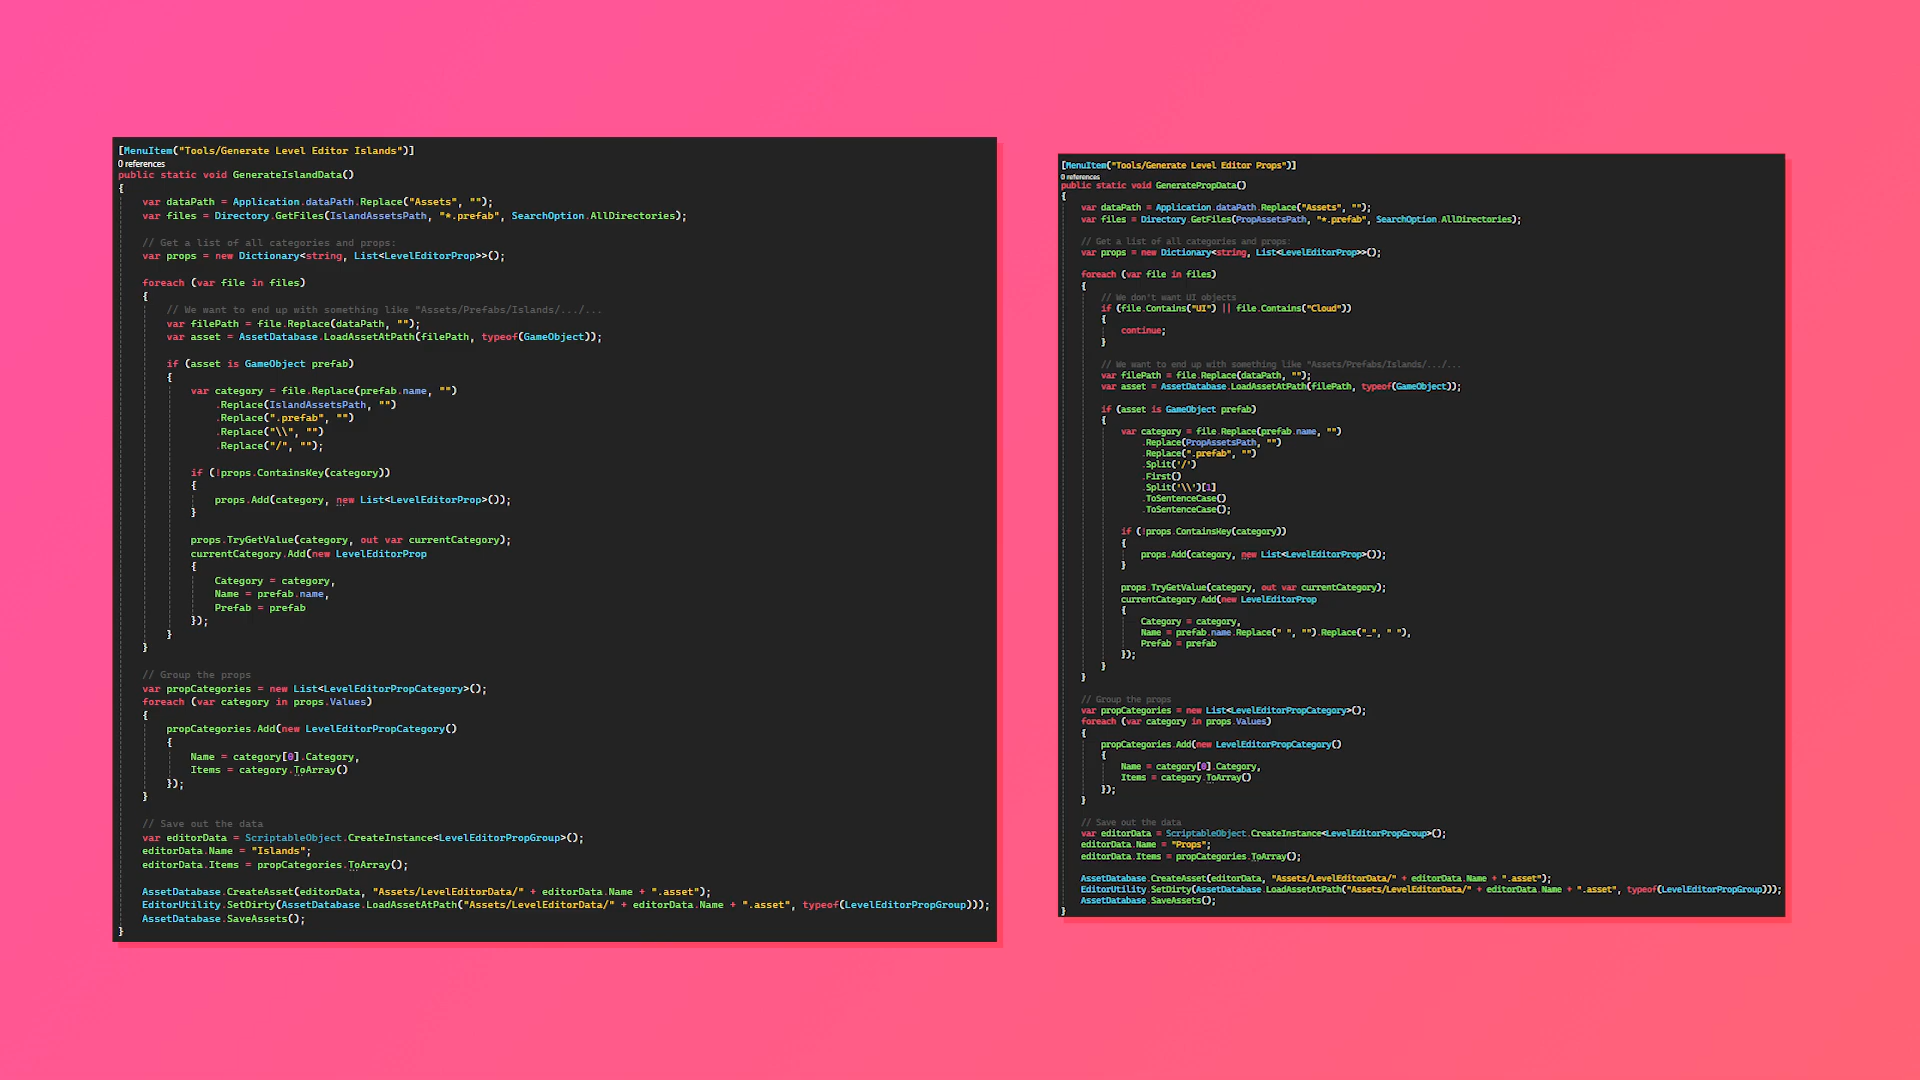 [MenuItem("Tools/Generate Level Editor Islands")]
0 references
public static void GenerateIslandData()
{
var dataPath = Application.dataPath.Replace("Assets", "");
var files = Directory.GetFiles(IslandAssetsPath, "*.prefab", SearchOption.AllDirectories);
// Get a list of all categories and props:
var props = new Dictionary<string, List<LevelEditorProp>>();
foreach (var file in files)
{
// We want to end up with something like "Assets/Prefabs/Islands/.../...
var filePath = file.Replace(dataPath, "");
var asset = AssetDatabase.LoadAssetAtPath(filePath, typeof(GameObject));
if (asset is GameObject prefab)
{
var category = file.Replace(prefab.name, "")
.Replace(IslandAssetsPath, "")
.Replace(".prefab", "")
.Replace("\\", "")
.Replace("/", "");
if (!props.ContainsKey(category))
{
props.Add(category, new List<LevelEditorProp>());
}
props.TryGetValue(category, out var currentCategory);
currentCategory.Add(new LevelEditorProp
{
Category = category,
Name = prefab.name,
Prefab = prefab
});
}
}
// Group the props
var propCategories = new List<LevelEditorPropCategory>();
foreach (var category in props.Values)
{
propCategories.Add(new LevelEditorPropCategory()
{
Name = category[0].Category,
Items = category.ToArray()
});
}
// Save out the data
var editorData = ScriptableObject.CreateInstance<LevelEditorPropGroup>();
editorData.Name = "Islands";
editorData.Items = propCategories.ToArray();
AssetDatabase.CreateAsset(editorData, "Assets/LevelEditorData/" + editorData.Name + ".asset");
EditorUtility.SetDirty(AssetDatabase.LoadAssetAtPath("Assets/LevelEditorData/" + editorData.Name + ".asset", typeof(LevelEditorPropGroup)));
AssetDatabase.SaveAssets();
}
[MenuItem("Tools/Generate Level Editor Props")]
0 references
public static void GeneratePropData()
{
var dataPath = Application.dataPath.Replace("Assets", "");
var files = Directory.GetFiles(PropAssetsPath, "*.prefab", SearchOption.AllDirectories);
// Get a list of all categories and props:
var props = new Dictionary<string, List<LevelEditorProp>>();
foreach (var file in files)
{
// We don't want UI objects
if (file.Contains("UI") || file.Contains("Cloud"))
{
continue;
}
// We want to end up with something like "Assets/Prefabs/Islands/.../...
var filePath = file.Replace(dataPath, "");
var asset = AssetDatabase.LoadAssetAtPath(filePath, typeof(GameObject));
if (asset is GameObject prefab)
{
var category = file.Replace(prefab.name, "")
.Replace(PropAssetsPath, "")
.Replace(".prefab", "")
.Split('/')
.First()
.Split('\\')[1]
.ToSentenceCase()
.ToSentenceCase();
if (!props.ContainsKey(category))
{
props.Add(category, new List<LevelEditorProp>());
}
props.TryGetValue(category, out var currentCategory);
currentCategory.Add(new LevelEditorProp
{
Category = category,
Name = prefab.name.Replace(" ", "").Replace("_", " "),
Prefab = prefab
});
}
}
// Group the props
var propCategories = new List<LevelEditorPropCategory>();
foreach (var category in props.Values)
{
propCategories.Add(new LevelEditorPropCategory()
{
Name = category[0].Category,
Items = category.ToArray()
});
}
// Save out the data
var editorData = ScriptableObject.CreateInstance<LevelEditorPropGroup>();
editorData.Name = "Props";
editorData.Items = propCategories.ToArray();
AssetDatabase.CreateAsset(editorData, "Assets/LevelEditorData/" + editorData.Name + ".asset");
EditorUtility.SetDirty(AssetDatabase.LoadAssetAtPath("Assets/LevelEditorData/" + editorData.Name + ".asset", typeof(LevelEditorPropGroup)));
AssetDatabase.SaveAssets();
}